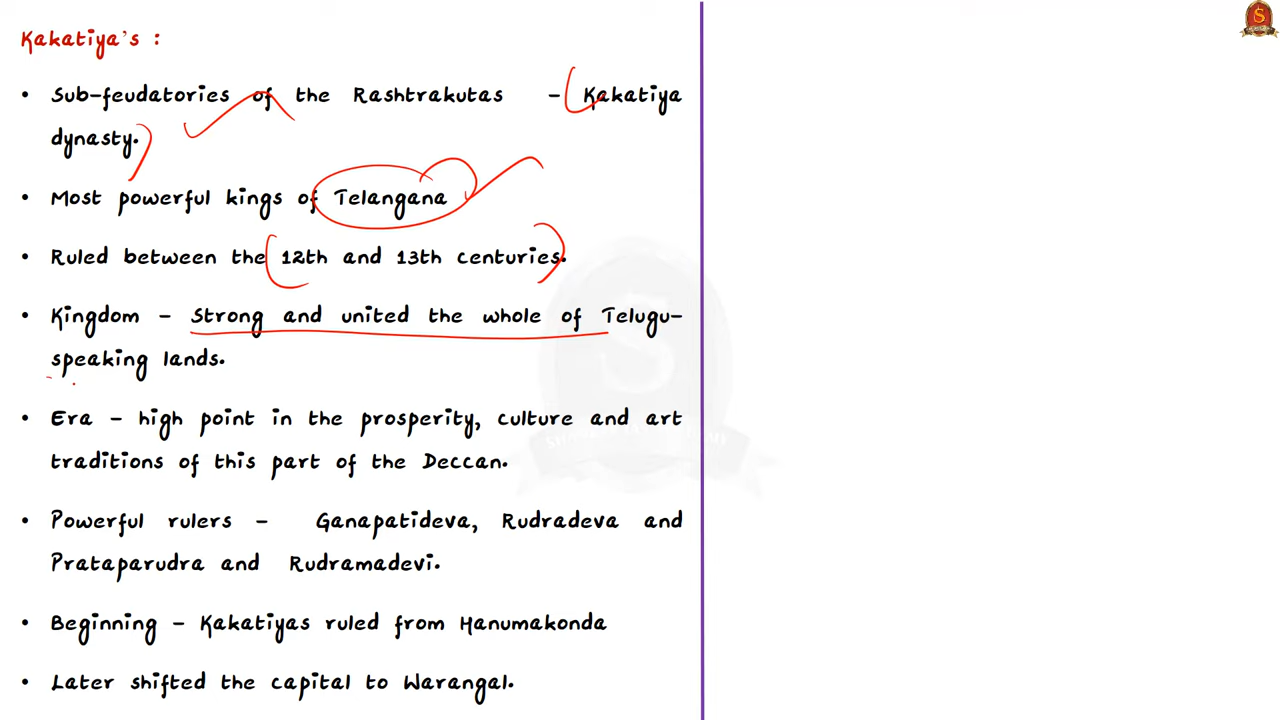 Kakatiya's :
• Sub-feudatories of the Rashtrakutas - Kakatiya
dynasty.
• Most powerful kings of Telangana
• Ruled between the 12th and 13th centuries.
• Kingdom - Strong and united the whole of Telugu-
speaking lands.
• Era - high point in the prosperity, culture and art
traditions of this part of the Deccan.
• Powerful rulers - Ganapatideva, Rudradeva and
Prataparudra and Rudramadevi.
• Beginning - Kakatiyas ruled from Hanumakonda
• Later shifted the capital to Warangal.